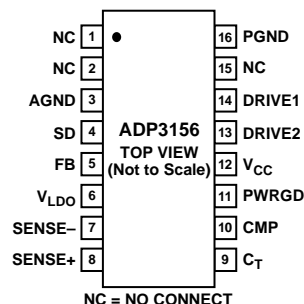 NC 1
NC 2
AGND 3
SD 4
FB 5
VLDO 6
SENSE– 7
SENSE+ 8
ADP3156
TOP VIEW
(Not to Scale)
16 PGND
15 NC
14 DRIVE1
13 DRIVE2
12 VCC
11 PWRGD
10 CMP
9 CT
NC = NO CONNECT